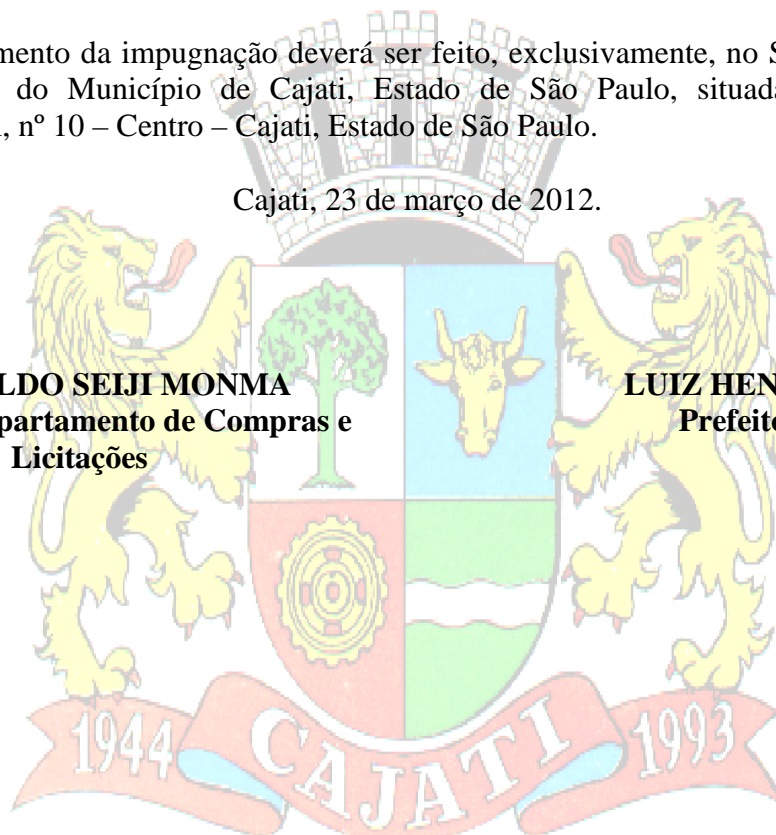 mento da impugnação deverá ser feito, exclusivamente, no S
do Município de Cajati, Estado de São Paulo, situada
, nº 10 – Centro – Cajati, Estado de São Paulo.
Cajati, 23 de março de 2012.
LDO SEIJI MONMA
LUIZ HEN
partamento de Compras e
Prefeito
Licitações
1944
CAJATI
1993